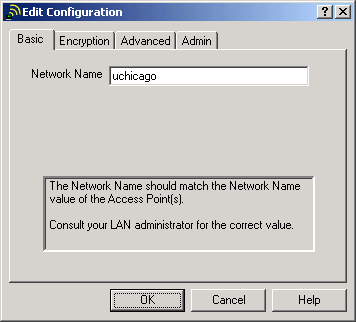 Edit Configuration
Basic Encryption Advanced Admin
Network Name uchicago
The Network Name should match the Network Name
value of the Access Point(s).
Consult your LAN administrator for the correct value.
OK Cancel Help